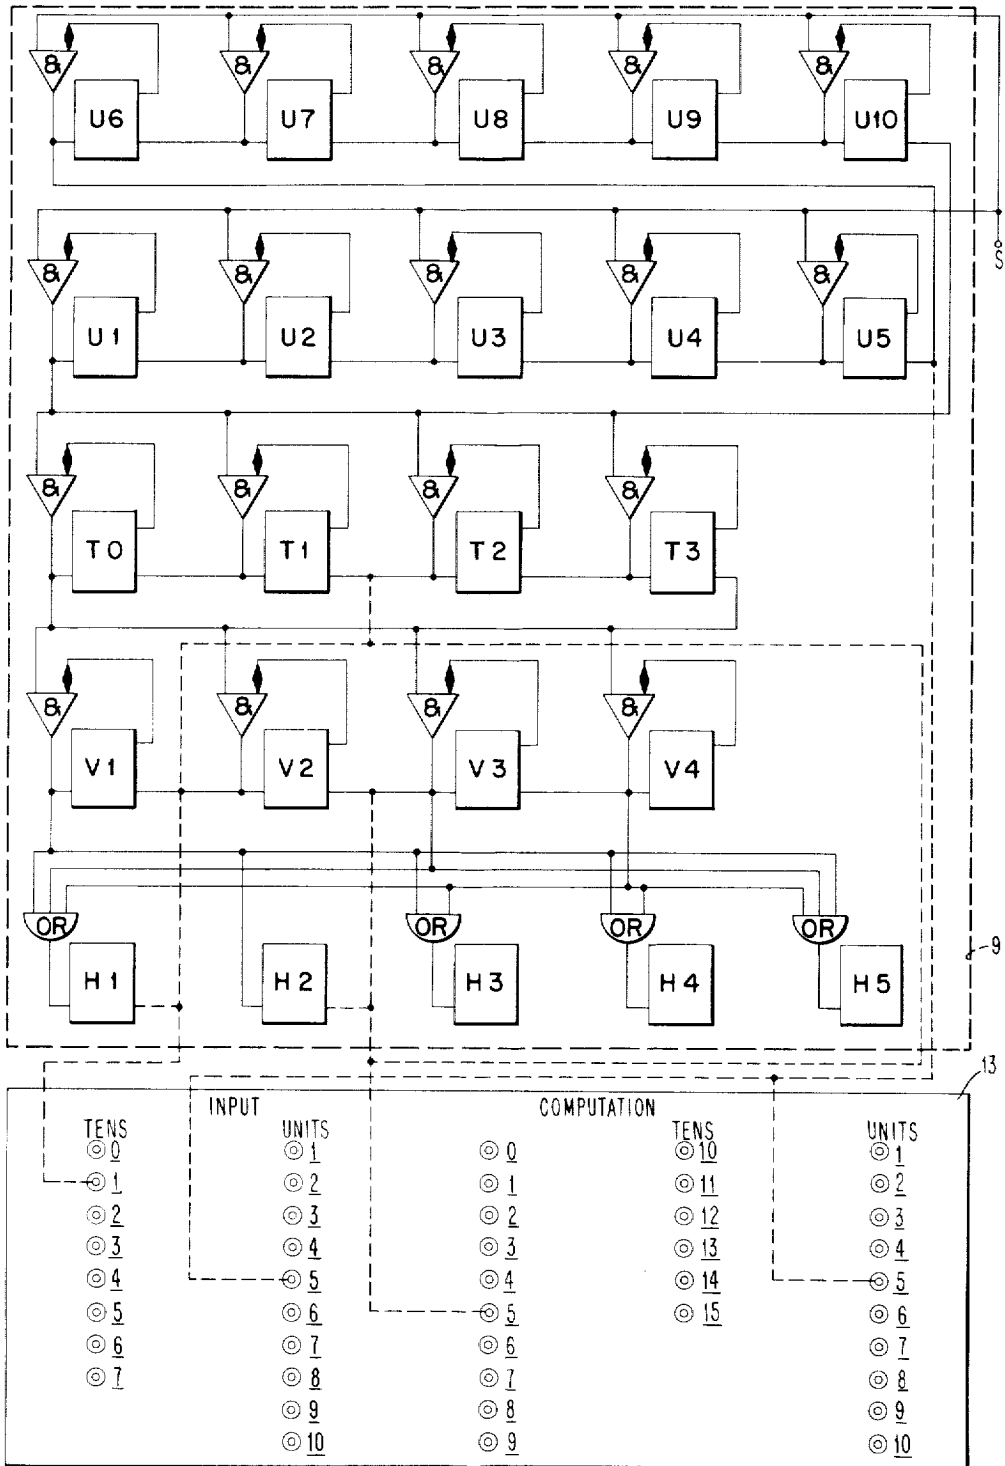 & & & & &
U6 U7 U8 U9 U10
S
& & & & &
U1 U2 U3 U4 U5
& & & &
T0 T1 T2 T3
& & & &
V1 V2 V3 V4
OR OR OR OR
9
H1 H2 H3 H4 H5
13
INPUT COMPUTATION
TENS UNITS TENS UNITS
0 1 0 10 1
1 2 1 11 2
2 3 2 12 3
3 4 3 13 4
4 5 4 14 5
5 6 5 15 6
6 7 6 7
7 8 7 8
9 8 9
10 9 10